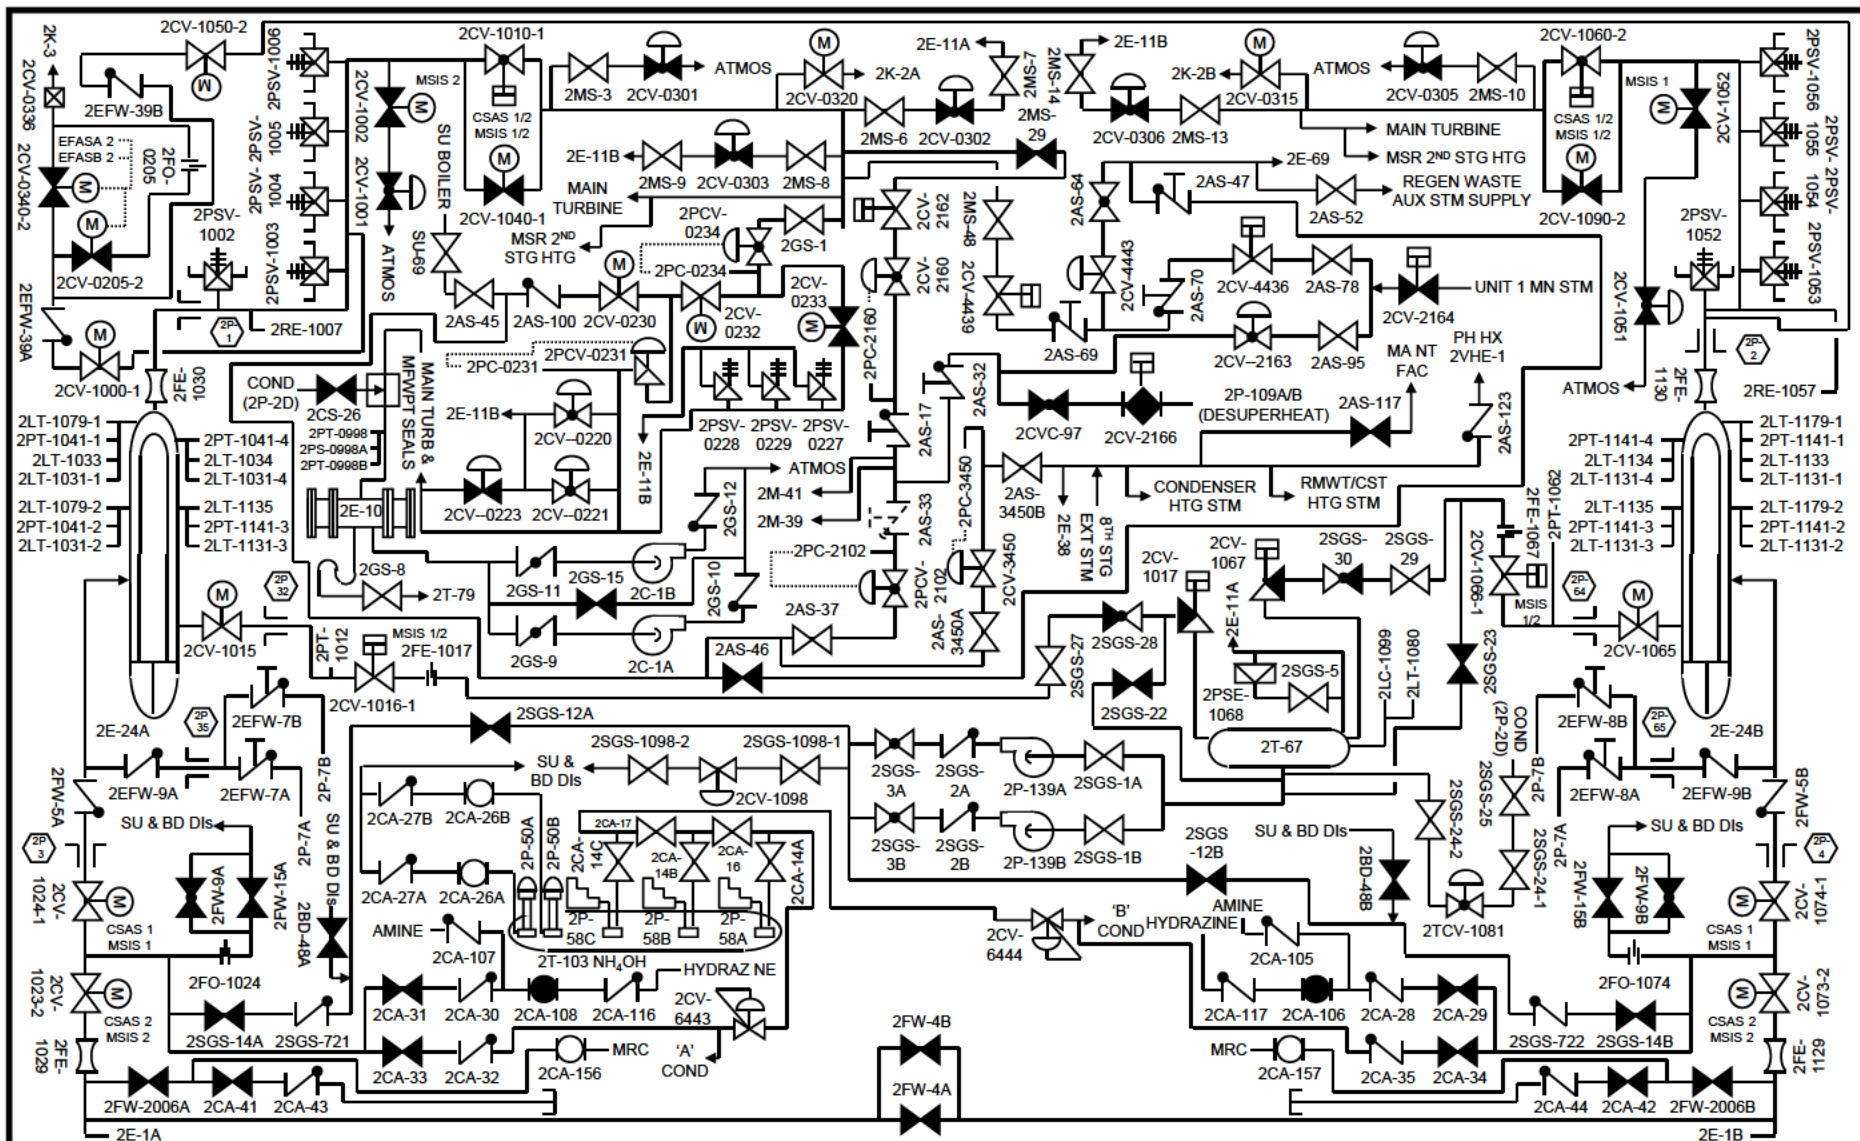 2CV-1050-2
2K-3
2CV-0336
2EFW-39B
2PSV-1006
2PSV-
1005
2PSV-
1004
2PSV-1003
EFASA 2
EFASB 2
2FO-
0205
2CV-0340-2
M
M
M
2CV-0205-2
2PSV-
1002
2EFW-39A
M
2CV-1000-1
2P-
1
2RE-1007
2FE-
1030
MSIS 2
2CV-1002
M
2CV-1001
ATMOS
2CV-1010-1
CSAS 1/2
MSIS 1/2
M
2CV-1040-1
SU BOILER
SU-69
2MS-3
2CV-0301
ATMOS
M
2CV-0320
2K-2A
2E-11A
2MS-7
2MS-6
2CV-0302
2MS-14
2E-11B
2MS-29
2CV-0306
2MS-13
M
2CV-0315
2K-2B
ATMOS
2CV-0305
2MS-10
2CV-1060-2
CSAS 1/2
MSIS 1/2
M
2CV-1090-2
MSIS 1
M
2CV-1052
2CV-1051
ATMOS
2PSV-1056
2PSV-
1055
2PSV-
1054
2PSV-1053
2PSV-
1052
2P-
2
2RE-1057
2FE-
1130
MAIN TURBINE
MSR 2ND STG HTG
2E-11B
2MS-9
2CV-0303
2MS-8
MAIN
TURBINE
MSR 2ND
STG HTG
2PCV-
0234
2GS-1
2PC-0234
2AS-45
2AS-100
M
2CV-0230
M
2CV-
0232
2CV-
0233
M
2CV-
2162
2CV-
2160
2PC-2160
2MS-48
2CV-4419
2AS-64
2CV-4443
2AS-69
2AS-70
2AS-47
2E-69
2AS-52
REGEN WASTE
AUX STM SUPPLY
2CV-4436
2AS-78
2CV-2164
UNIT 1 MN STM
2CV--2163
2AS-95
COND
(2P-2D)
2CS-26
2PT-0998
2PS-0998A
2PT-0998B
MAIN TURB &
MFWPT SEALS
2PCV-0231
2PC-0231
2E-11B
2CV--0220
2PSV-
0228
2PSV-
0229
2PSV-
0227
2CV--0223
2CV--0221
2E-11B
2AS-17
2AS-32
2CVC-97
2CV-2166
2P-109A/B
(DESUPERHEAT)
MA NT
FAC
2AS-117
PH HX
2VHE-1
2AS-123
ATMOS
2M-41
2M-39
2AS-33
2PC-3450
2AS-
3450B
2E-38
8TH STG
EXT STM
CONDENSER
HTG STM
RMWT/CST
HTG STM
2LT-1079-1
2PT-1041-1
2LT-1033
2LT-1031-1
2PT-1041-4
2LT-1034
2LT-1031-4
2LT-1079-2
2PT-1041-2
2LT-1031-2
2LT-1135
2PT-1141-3
2LT-1131-3
2E-10
2GS-8
2T-79
2GS-11
2GS-15
2C-1B
2GS-12
2GS-10
2GS-9
2C-1A
2PC-2102
2PCV-
2102
2AS-37
2CV-3450
2AS-
3450A
2AS-46
2CV-
1017
2CV-
1067
2SGS-
30
2SGS-
29
2FE-1067
2PT-1062
2CV-1066-1
MSIS
1/2
2P-
64
M
2CV-1065
2PT-1141-4
2LT-1134
2LT-1131-4
2LT-1179-1
2PT-1141-1
2LT-1133
2LT-1131-1
2LT-1135
2PT-1141-3
2LT-1131-3
2LT-1179-2
2PT-1141-2
2LT-1131-2
M
2CV-1015
2P
32
2PT-
1012
MSIS 1/2
2FE-1017
2CV-1016-1
2SGS-27
2SGS-28
2SGS-22
2E-11A
2PSE-
1068
2SGS-5
2LC-1099
2LT-1080
2SGS-23
2T-67
2E-24A
2P
35
2EFW-7B
2EFW-9A
2EFW-7A
2P7-B
2P-7A
2SGS-12A
SU &
BD DIs
2SGS-1098-2
2SGS-1098-1
2CV-1098
2SGS-
3A
2SGS-
2A
2P-139A
2SGS-1A
2SGS-
3B
2SGS-
2B
2P-139B
2SGS-1B
COND
(2P-2D)
2SGS-25
2SGS-24-2
2SGS-24-1
2TCV-1081
2P7-B
2P-7A
2EFW-8B
2EFW-8A
2P-
65
2EFW-9B
2E-24B
2FW-5A
2P-
3
SU & BD DIs
2FW-9A
2FW-15A
SU & BD DIs
2BD-48A
2CV-
1024-1
M
CSAS 1
MSIS 1
2FO-1024
2CV-
1023-2
M
CSAS 2
MSIS 2
2FE-
1029
2SGS-14A
2SGS-721
2CA-27B
2CA-26B
2CA-27A
2CA-26A
2P-50A
2P-50B
2CA-
14C
2CA-17
2CA-
14B
2CA-
16
2CA-14A
2P-
58C
2P-
58B
2P-
58A
2T-103 NH4OH
AMINE
2CA-107
HYDRAZ NE
2CA-31
2CA-30
2CA-108
2CA-116
2CA-33
2CA-32
2CV-
6443
‘A’
COND
2CA-156
MRC
2FW-2006A
2CA-41
2CA-43
2E-1A
2FW-4B
2FW-4A
2CV-
6444
‘B’
COND
2SGS
-12B
SU & BD DIs
2BD-48B
AMINE
HYDRAZINE
2CA-105
2CA-117
2CA-106
2CA-28
2CA-29
2CA-35
2CA-34
MRC
2CA-157
2SGS-722
2SGS-14B
2CA-44
2CA-42
2FW-2006B
2E-1B
SU & BD DIs
2FW-15B
2FW-9B
2FO-1074
2FW-5B
2P-
4
M
2CV-
1074-1
CSAS 1
MSIS 1
M
2CV-
1073-2
CSAS 2
MSIS 2
2FE-
1129